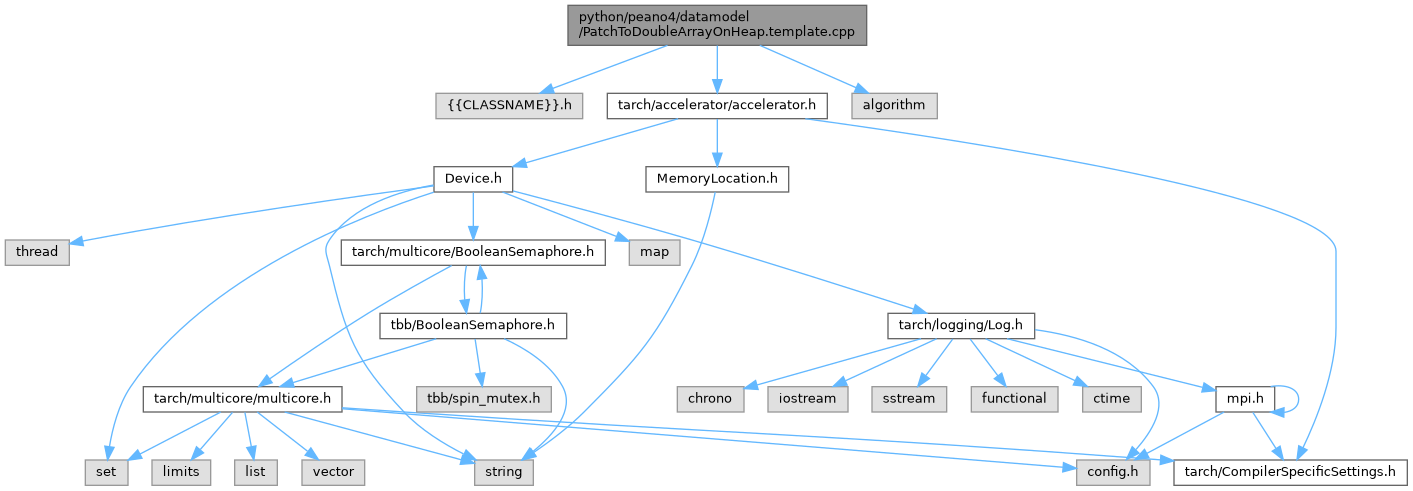 python/peano4/datamodel
/PatchToDoubleArrayOnHeap.template.cpp
{{CLASSNAME}}.h
tarch/accelerator/accelerator.h
algorithm
Device.h
MemoryLocation.h
thread
tarch/multicore/BooleanSemaphore.h
map
tbb/BooleanSemaphore.h
tarch/logging/Log.h
tarch/multicore/multicore.h
tbb/spin_mutex.h
chrono
iostream
sstream
functional
ctime
mpi.h
set
limits
list
vector
string
config.h
tarch/CompilerSpecificSettings.h